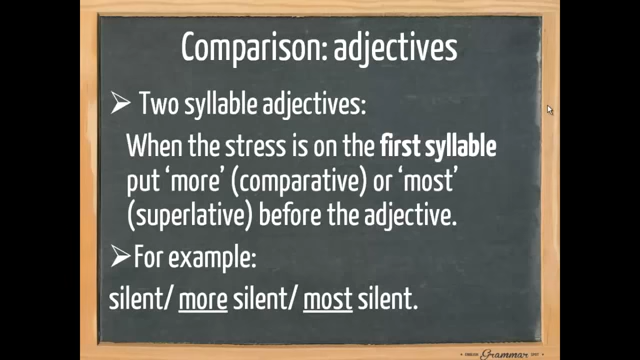 Comparison: adjectives
➢ Two syllable adjectives:
When the stress is on the first syllable
put ‘more’ (comparative) or ‘most’
(superlative) before the adjective.
➢For example:
silent/ more silent/ most silent.
Grammar